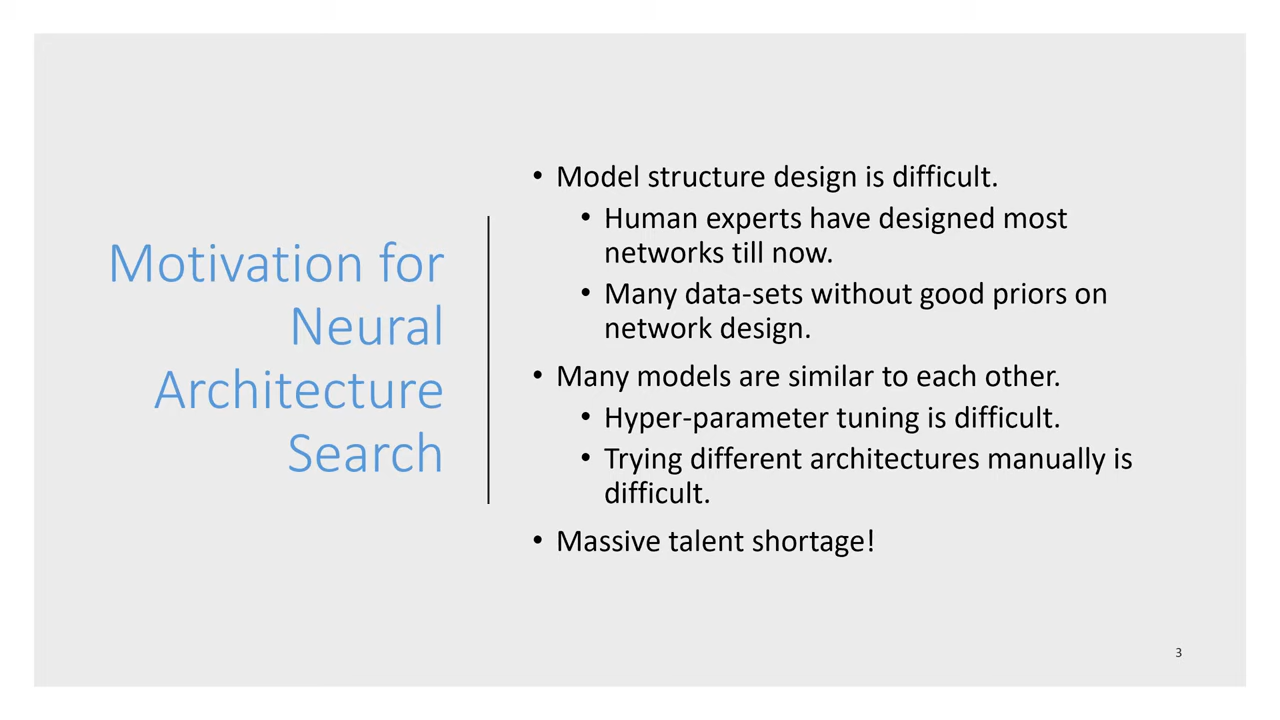 Motivation for
Neural
Architecture
Search
• Model structure design is difficult.
• Human experts have designed most
networks till now.
• Many data-sets without good priors on
network design.
• Many models are similar to each other.
• Hyper-parameter tuning is difficult.
• Trying different architectures manually is
difficult.
• Massive talent shortage!
3